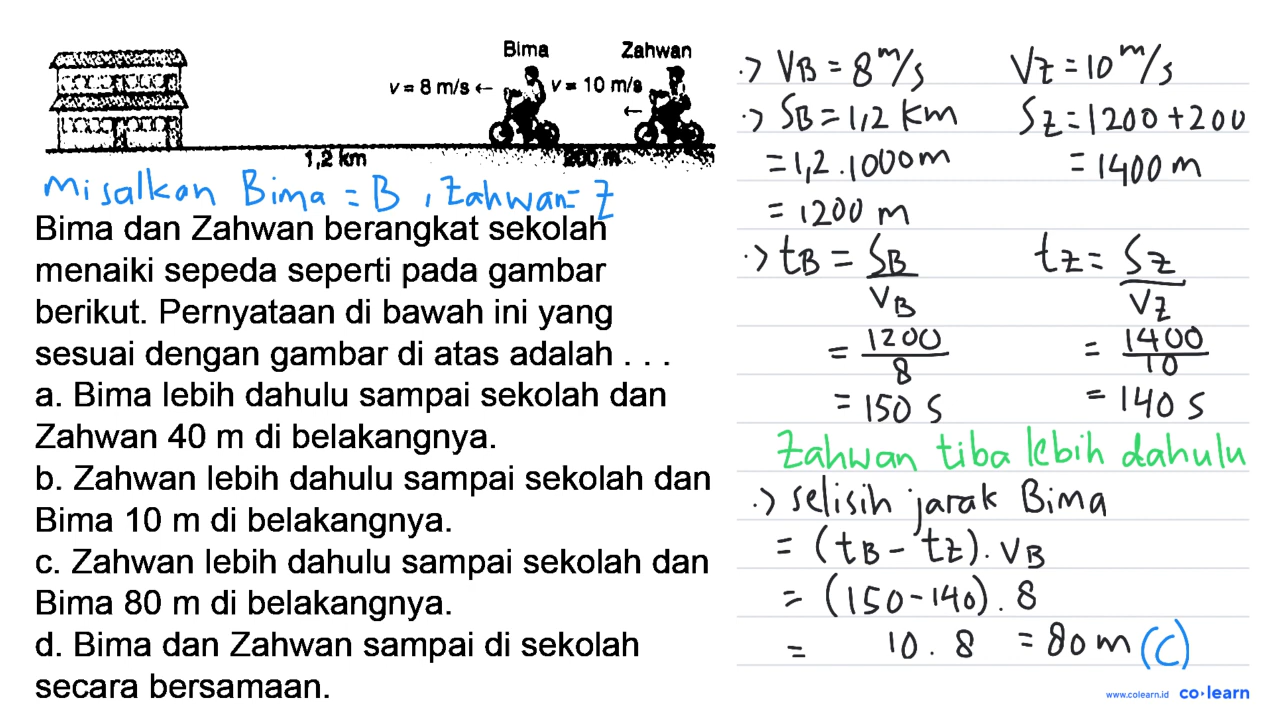 Bima Zahwan
v = 8 m/s ← v = 10 m/s
←
1,2 km 200 m
Misalkan Bima = B , Zahwan = Z
Bima dan Zahwan berangkat sekolah
menaiki sepeda seperti pada gambar
berikut. Pernyataan di bawah ini yang
sesuai dengan gambar di atas adalah . . .
a. Bima lebih dahulu sampai sekolah dan
Zahwan 40 m di belakangnya.
b. Zahwan lebih dahulu sampai sekolah dan
Bima 10 m di belakangnya.
c. Zahwan lebih dahulu sampai sekolah dan
Bima 80 m di belakangnya.
d. Bima dan Zahwan sampai di sekolah
secara bersamaan.
·> VB = 8 m/s VZ = 10 m/s
·> SB = 1,2 km SZ = 1200 + 200
= 1,2 . 1000 m = 1400 m
= 1200 m
·> tB = SB/VB tZ = SZ/VZ
= 1200/8 = 1400/10
= 150 s = 140 s
Zahwan tiba lebih dahulu
·> selisih jarak Bima
= (tB - tZ) . VB
= (150 - 140) . 8
= 10 . 8 = 80 m (C)
www.colearn.id co·learn